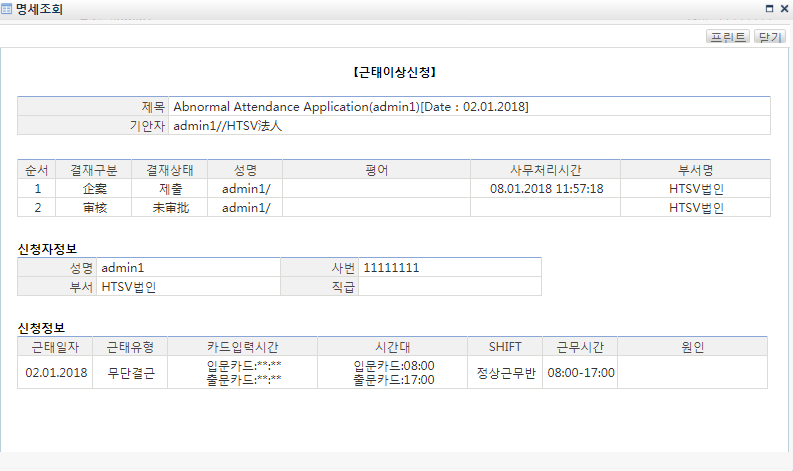 명세조회
프린트 닫기
[근태이상신청]
제목 Abnormal Attendance Application(admin1)[Date : 02.01.2018]
기안자 admin1//HTSV法人
순서 결재구분 결재상태 성명 평어 사무처리시간 부서명
1 企案 제출 admin1/ 08.01.2018 11:57:18 HTSV법인
2 审核 未审批 admin1/ HTSV법인
신청자정보
성명 admin1 사번 11111111
부서 HTSV법인 직급
신청정보
근태일자 근태유형 카드입력시간 시간대 SHIFT 근무시간 원인
02.01.2018 무단결근 입문카드:**:** 입문카드:08:00 정상근무반 08:00-17:00
출문카드:**:** 출문카드:17:00